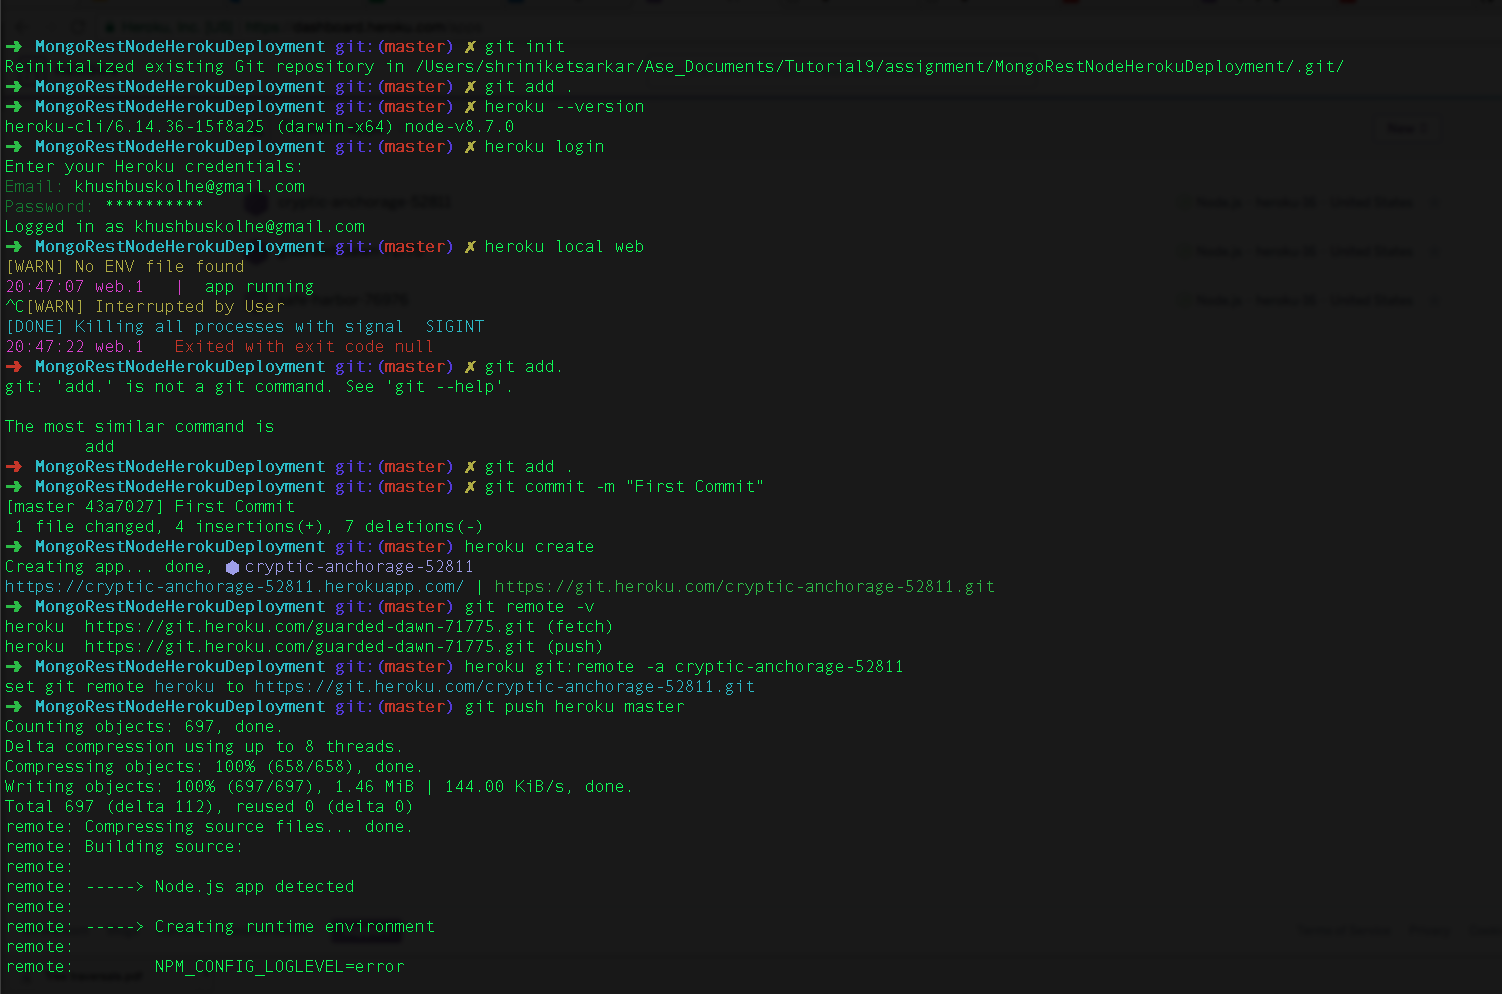 ➜ MongoRestNodeHerokuDeployment git:(master) ✗ git init
Reinitialized existing Git repository in /Users/shriniketsarkar/Ase_Documents/Tutorial9/assignment/MongoRestNodeHerokuDeployment/.git/
➜ MongoRestNodeHerokuDeployment git:(master) ✗ git add .
➜ MongoRestNodeHerokuDeployment git:(master) ✗ heroku --version
heroku-cli/6.14.36-15f8a25 (darwin-x64) node-v8.7.0
➜ MongoRestNodeHerokuDeployment git:(master) ✗ heroku login
Enter your Heroku credentials:
Email: khushbuskolhe@gmail.com
Password: **********
Logged in as khushbuskolhe@gmail.com
➜ MongoRestNodeHerokuDeployment git:(master) ✗ heroku local web
[WARN] No ENV file found
20:47:07 web.1 | app running
^C[WARN] Interrupted by User
[DONE] Killing all processes with signal SIGINT
20:47:22 web.1 Exited with exit code null
➜ MongoRestNodeHerokuDeployment git:(master) ✗ git add.
git: 'add.' is not a git command. See 'git --help'.
The most similar command is
add
➜ MongoRestNodeHerokuDeployment git:(master) ✗ git add .
➜ MongoRestNodeHerokuDeployment git:(master) ✗ git commit -m "First Commit"
[master 43a7027] First Commit
1 file changed, 4 insertions(+), 7 deletions(-)
➜ MongoRestNodeHerokuDeployment git:(master) heroku create
Creating app... done, ⬢ cryptic-anchorage-52811
https://cryptic-anchorage-52811.herokuapp.com/ | https://git.heroku.com/cryptic-anchorage-52811.git
➜ MongoRestNodeHerokuDeployment git:(master) git remote -v
heroku https://git.heroku.com/guarded-dawn-71775.git (fetch)
heroku https://git.heroku.com/guarded-dawn-71775.git (push)
➜ MongoRestNodeHerokuDeployment git:(master) heroku git:remote -a cryptic-anchorage-52811
set git remote heroku to https://git.heroku.com/cryptic-anchorage-52811.git
➜ MongoRestNodeHerokuDeployment git:(master) git push heroku master
Counting objects: 697, done.
Delta compression using up to 8 threads.
Compressing objects: 100% (658/658), done.
Writing objects: 100% (697/697), 1.46 MiB | 144.00 KiB/s, done.
Total 697 (delta 112), reused 0 (delta 0)
remote: Compressing source files... done.
remote: Building source:
remote:
remote: -----> Node.js app detected
remote:
remote: -----> Creating runtime environment
remote:
remote: NPM_CONFIG_LOGLEVEL=error